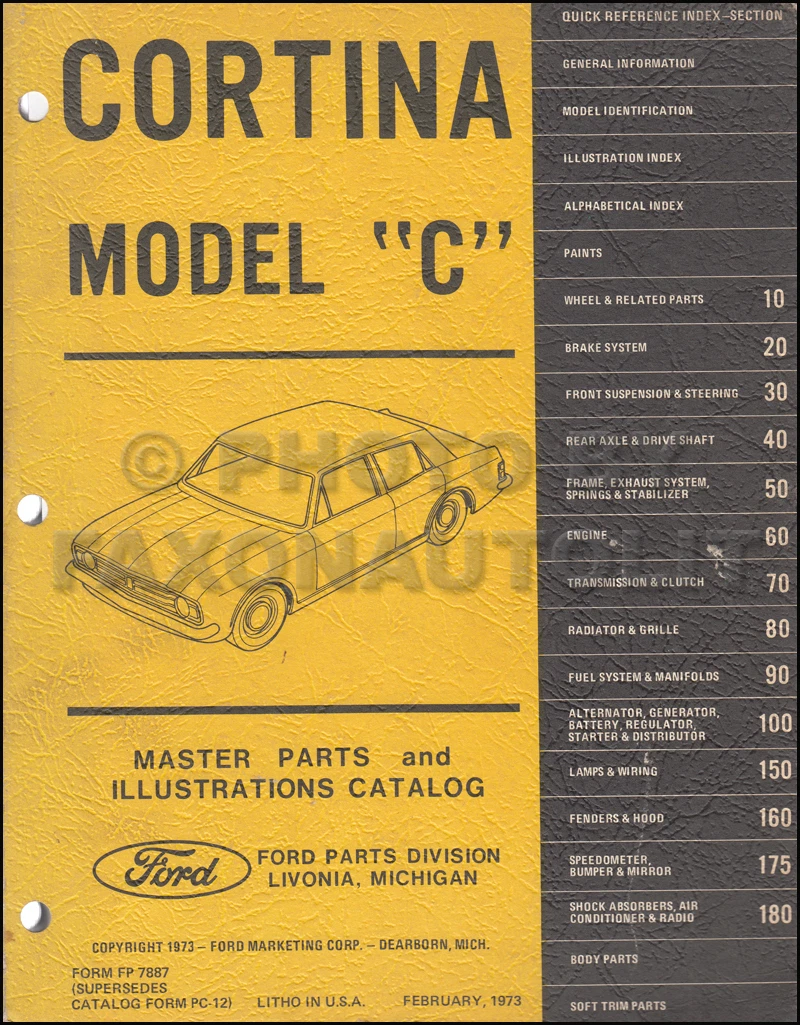 CORTINA
MODEL "C"
MASTER PARTS and
ILLUSTRATIONS CATALOG
Ford
FORD PARTS DIVISION
LIVONIA, MICHIGAN
COPYRIGHT 1973 – FORD MARKETING CORP. – DEARBORN, MICH.
FORM FP 7887
(SUPERSEDES
CATALOG FORM PC-12)
LITHO IN U.S.A.
FEBRUARY, 1973
QUICK REFERENCE INDEX–SECTION
GENERAL INFORMATION
MODEL IDENTIFICATION
ILLUSTRATION INDEX
ALPHABETICAL INDEX
PAINTS
WHEEL & RELATED PARTS 10
BRAKE SYSTEM 20
FRONT SUSPENSION & STEERING 30
REAR AXLE & DRIVE SHAFT 40
FRAME, EXHAUST SYSTEM,
SPRINGS & STABILIZER 50
ENGINE 60
TRANSMISSION & CLUTCH 70
RADIATOR & GRILLE 80
FUEL SYSTEM & MANIFOLDS 90
ALTERNATOR, GENERATOR,
BATTERY, REGULATOR, 100
STARTER & DISTRIBUTOR
LAMPS & WIRING 150
FENDERS & HOOD 160
SPEEDOMETER,
BUMPER & MIRROR 175
SHOCK ABSORBERS, AIR
CONDITIONER & RADIO 180
BODY PARTS
SOFT TRIM PARTS
© PHOTO BY
FAXONAUTOLIT